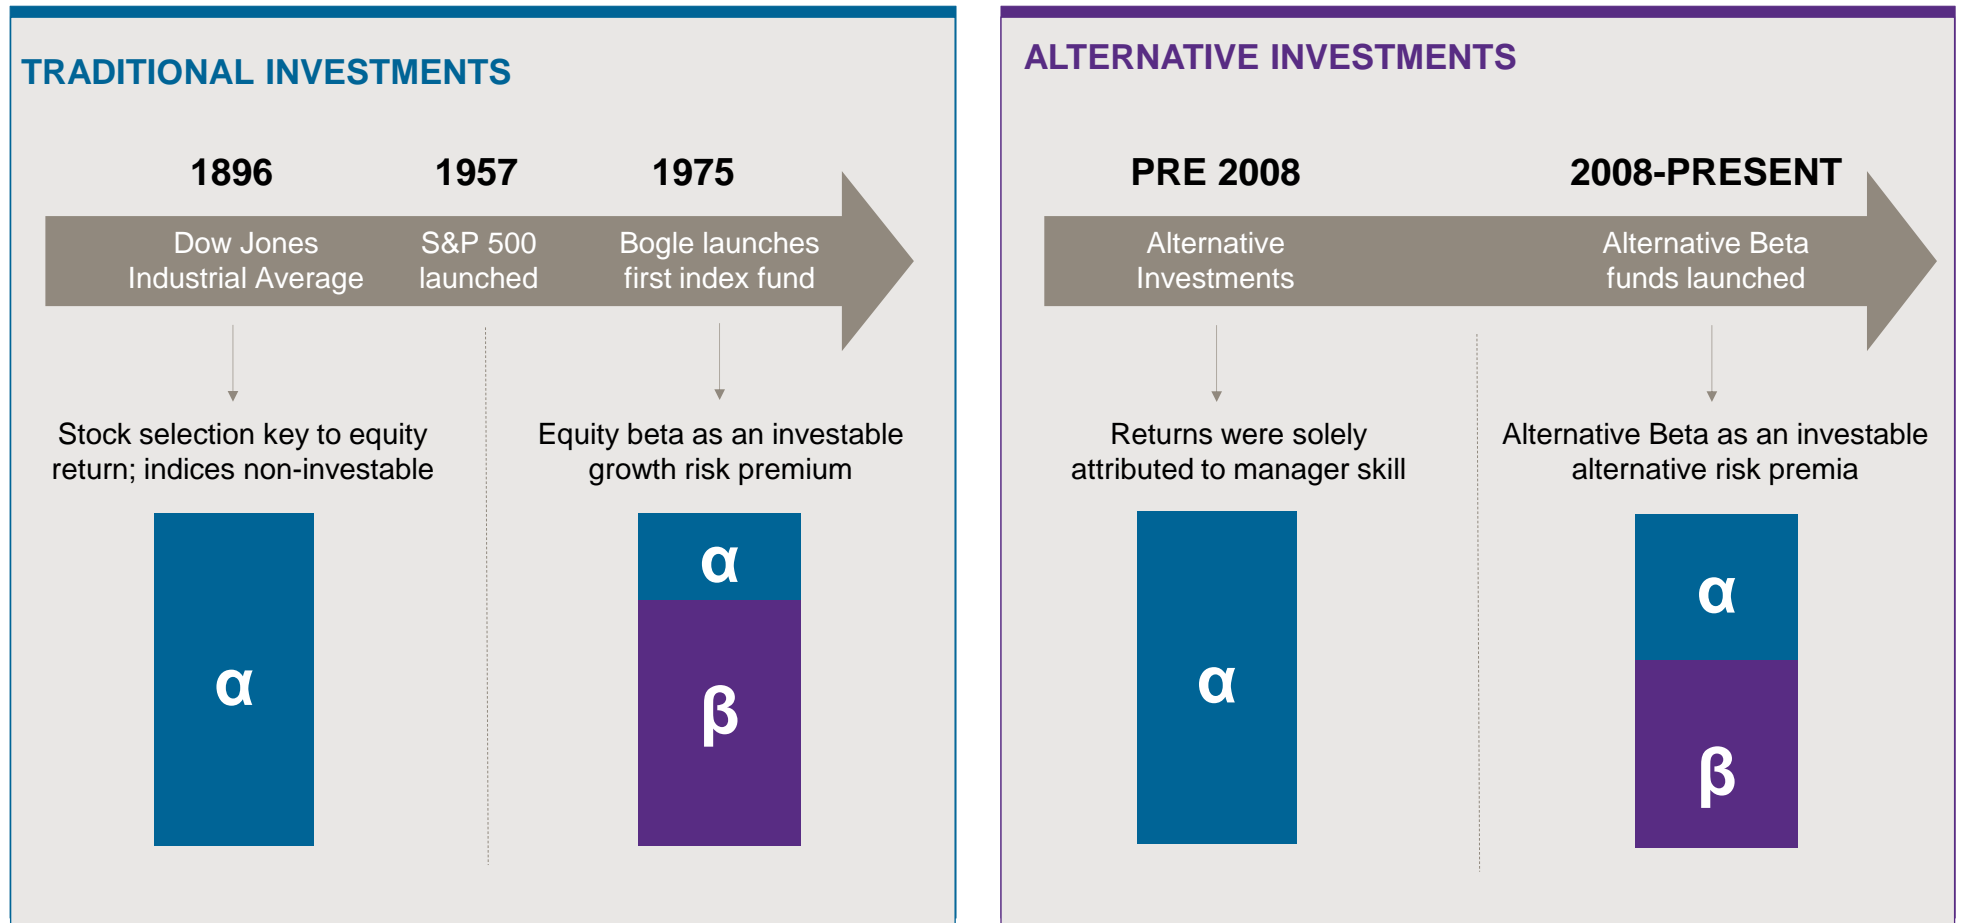 TRADITIONAL INVESTMENTS
1896
1957
1975
Dow Jones
Industrial Average
S&P 500
launched
Bogle launches
first index fund
Stock selection key to equity
return; indices non-investable
Equity beta as an investable
growth risk premium
α
α
β
ALTERNATIVE INVESTMENTS
PRE 2008
2008-PRESENT
Alternative
Investments
Alternative Beta
funds launched
Returns were solely
attributed to manager skill
Alternative Beta as an investable
alternative risk premia
α
α
β